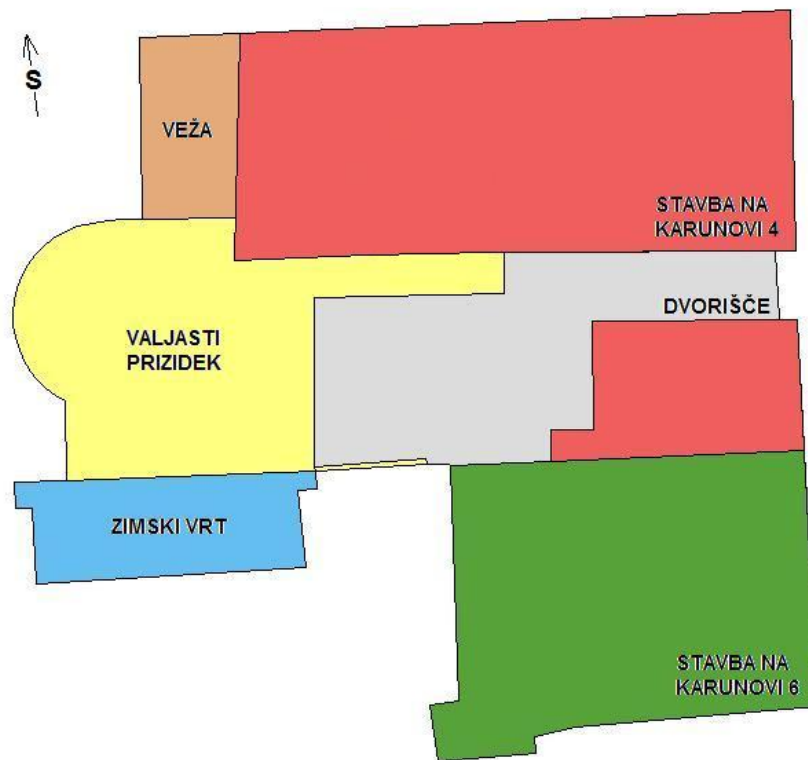 S
VEŽA
STAVBA NA
KARUNOVI 4
DVORIŠČE
VALJASTI
PRIZIDEK
ZIMSKI VRT
STAVBA NA
KARUNOVI 6